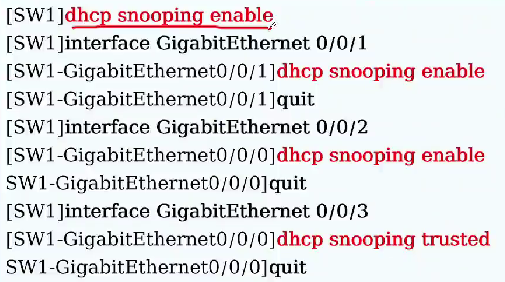 [SW1]dhcp snooping enable
[SW1]interface GigabitEthernet 0/0/1
[SW1-GigabitEthernet0/0/1]dhcp snooping enable
[SW1-GigabitEthernet0/0/1]quit
[SW1]interface GigabitEthernet 0/0/2
[SW1-GigabitEthernet0/0/0]dhcp snooping enable
SW1-GigabitEthernet0/0/0]quit
[SW1]interface GigabitEthernet 0/0/3
[SW1-GigabitEthernet0/0/0]dhcp snooping trusted
SW1-GigabitEthernet0/0/0]quit